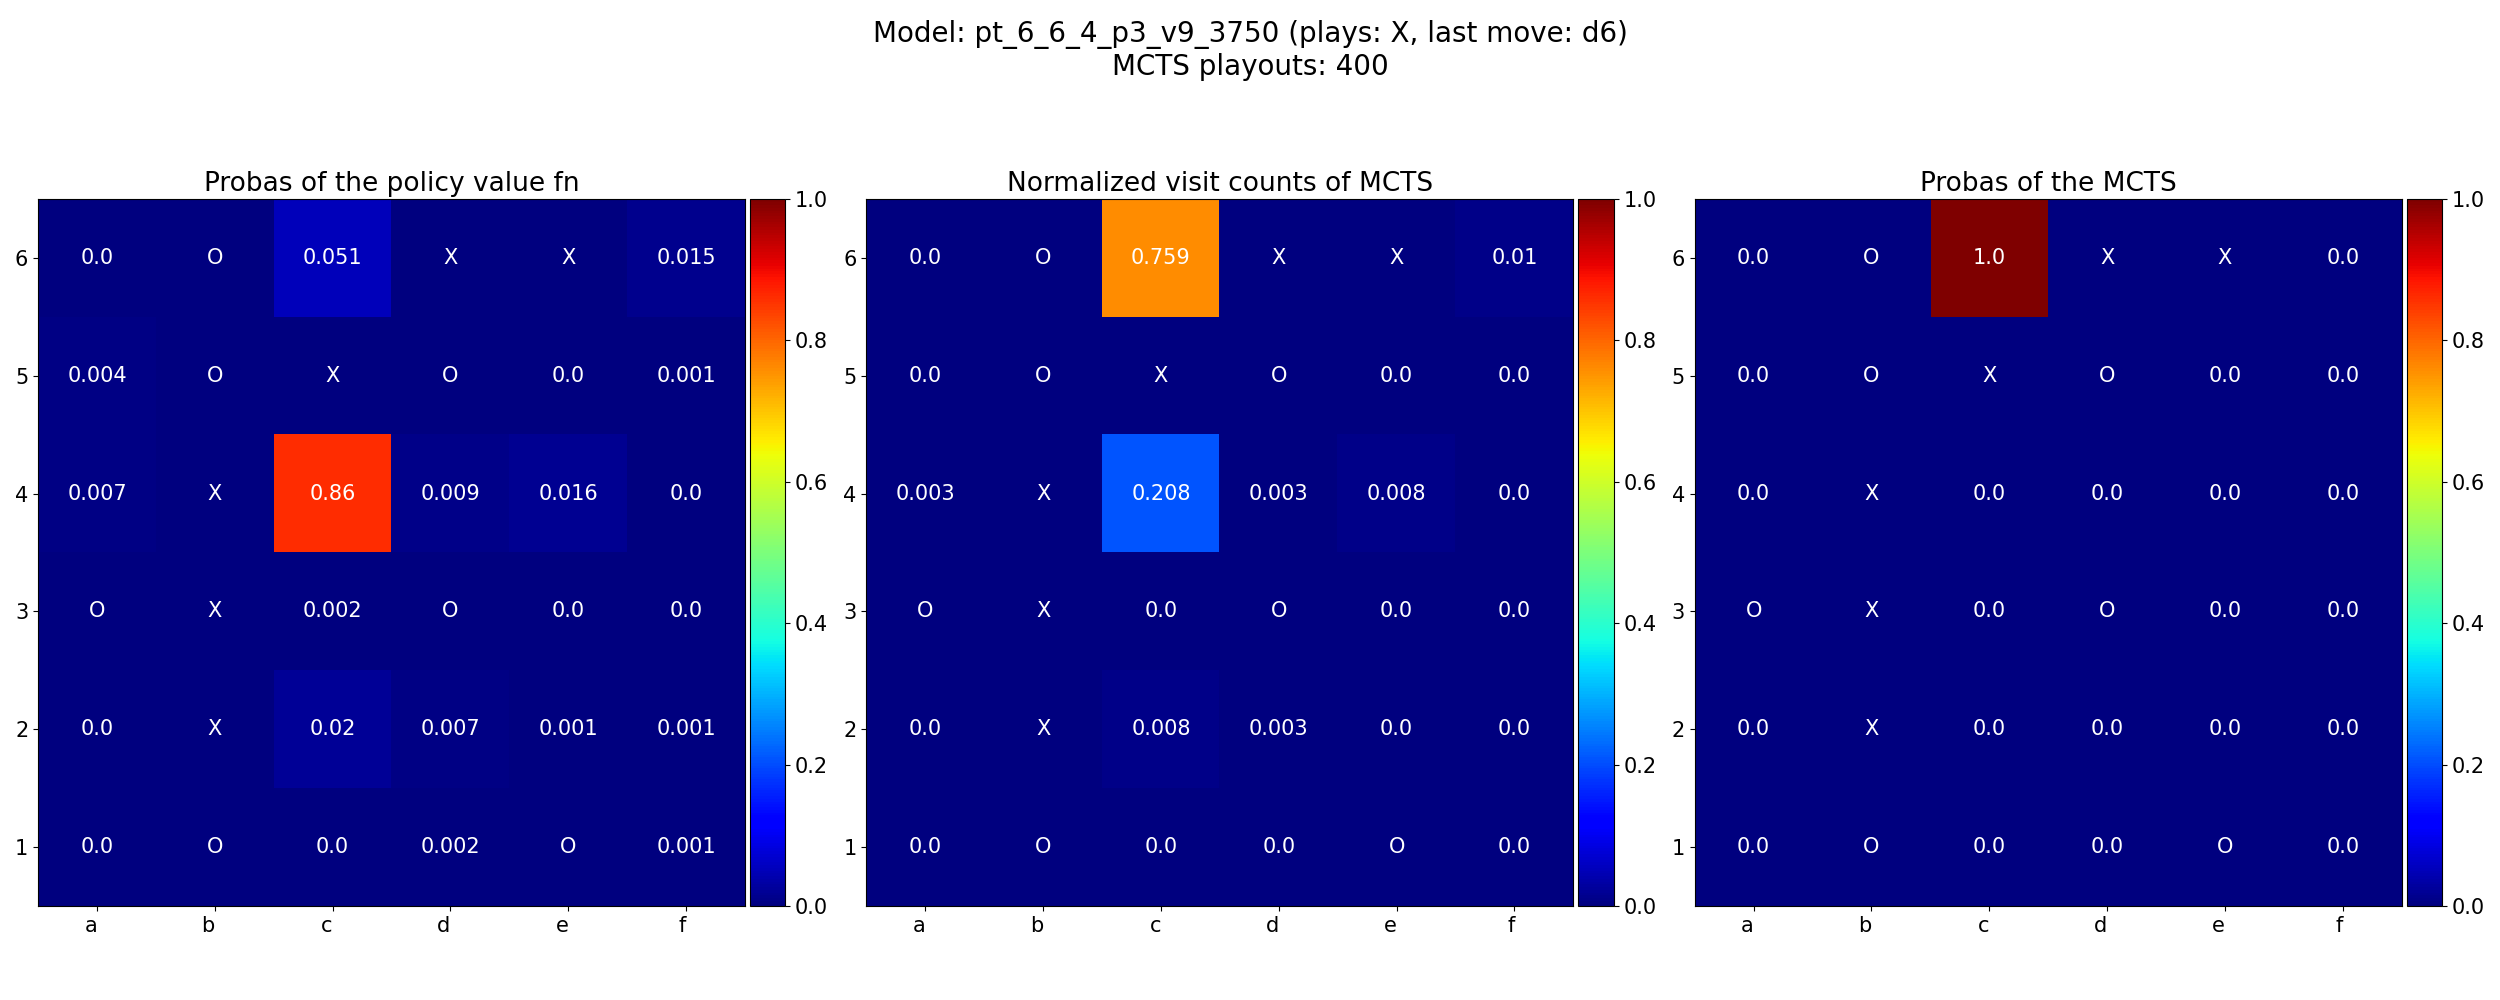 Model: pt_6_6_4_p3_v9_3750 (plays: X, last move: d6)
MCTS playouts: 400
Probas of the policy value fn
6 0.0 O 0.051 X X 0.015
5 0.004 O X O 0.0 0.001
4 0.007 X 0.86 0.009 0.016 0.0
3 O X 0.002 O 0.0 0.0
2 0.0 X 0.02 0.007 0.001 0.001
1 0.0 O 0.0 0.002 O 0.001
a b c d e f
1.0
0.8
0.6
0.4
0.2
0.0
Normalized visit counts of MCTS
6 0.0 O 0.759 X X 0.01
5 0.0 O X O 0.0 0.0
4 0.003 X 0.208 0.003 0.008 0.0
3 O X 0.0 O 0.0 0.0
2 0.0 X 0.008 0.003 0.0 0.0
1 0.0 O 0.0 0.0 O 0.0
a b c d e f
1.0
0.8
0.6
0.4
0.2
0.0
Probas of the MCTS
6 0.0 O 1.0 X X 0.0
5 0.0 O X O 0.0 0.0
4 0.0 X 0.0 0.0 0.0 0.0
3 O X 0.0 O 0.0 0.0
2 0.0 X 0.0 0.0 0.0 0.0
1 0.0 O 0.0 0.0 O 0.0
a b c d e f
1.0
0.8
0.6
0.4
0.2
0.0